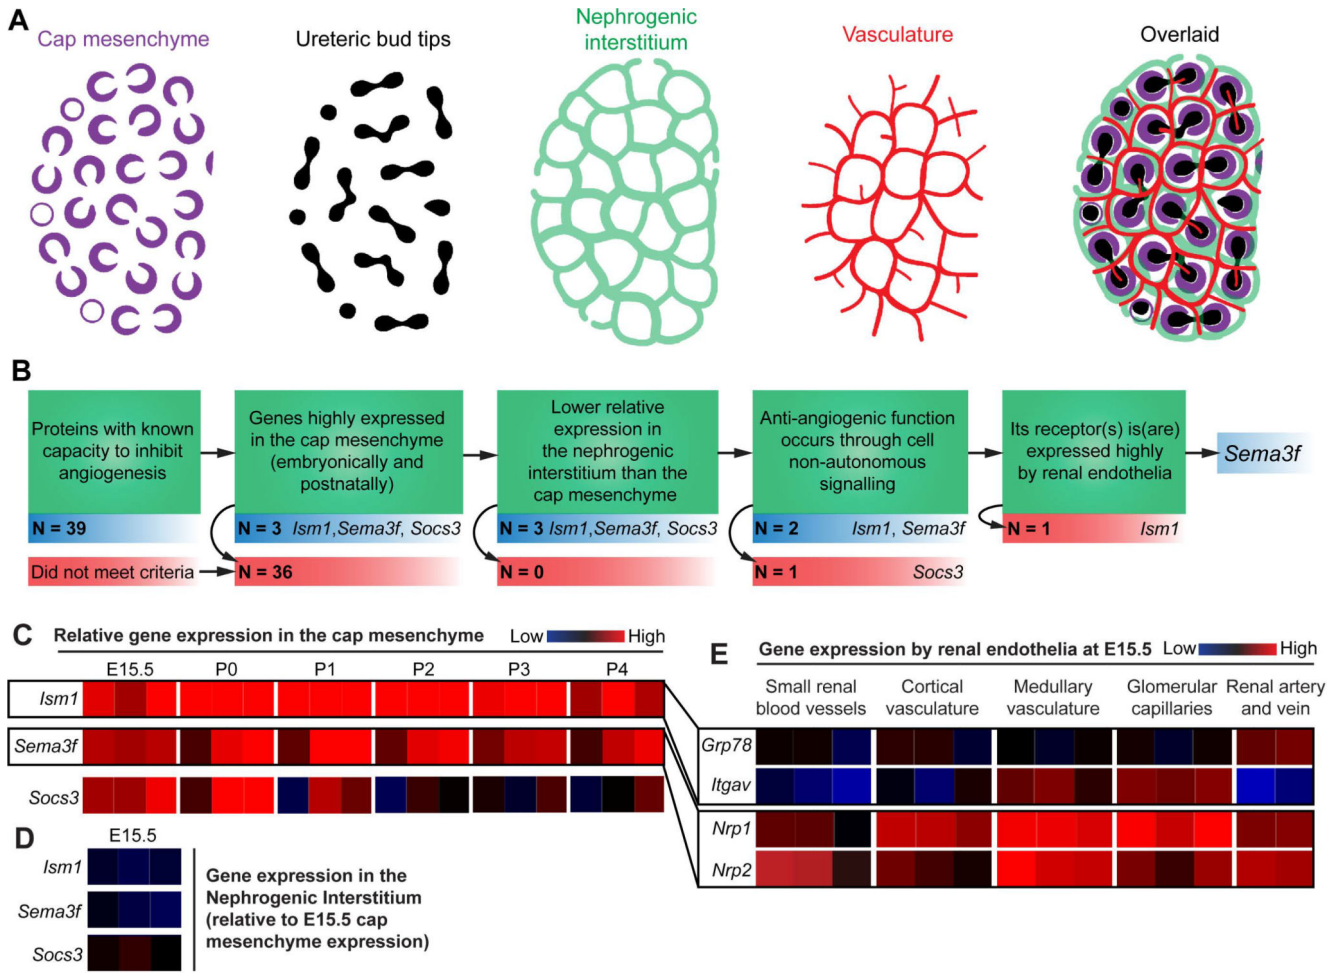 A
Cap mesenchyme
Ureteric bud tips
Nephrogenic
interstitium
Vasculature
Overlaid
B
Proteins with known
capacity to inhibit
angiogenesis
N = 39
Did not meet criteria
Genes highly expressed
in the cap mesenchyme
(embryonically and
postnatally)
N = 3 Ism1,Sema3f, Socs3
N = 36
Lower relative
expression in
the nephrogenic
interstitium than the
cap mesenchyme
N = 3 Ism1,Sema3f, Socs3
N = 0
Anti-angiogenic function
occurs through cell
non-autonomous
signalling
N = 2 Ism1, Sema3f
N = 1 Socs3
Its receptor(s) is(are)
expressed highly
by renal endothelia
N = 1 Ism1
Sema3f
C
Relative gene expression in the cap mesenchyme
Low High
E15.5 P0 P1 P2 P3 P4
Ism1
Sema3f
Socs3
D
E15.5
Ism1
Sema3f
Socs3
Gene expression in the
Nephrogenic Interstitium
(relative to E15.5 cap
mesenchyme expression)
E
Gene expression by renal endothelia at E15.5
Low High
Small renal
blood vessels
Cortical
vasculature
Medullary
vasculature
Glomerular
capillaries
Renal artery
and vein
Grp78
Itgav
Nrp1
Nrp2